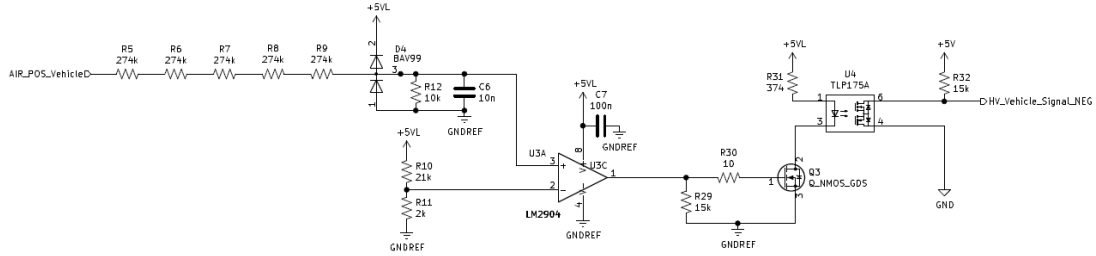 +5VL
R5
274k
R6
274k
R7
274k
R8
274k
R9
274k
D4
BAV99
AIR_POS_Vehicle
2
3
1
R12
10k
C6
10n
GNDREF
+5VL
R10
21k
R11
2k
GNDREF
+5VL
C7
100n
GNDREF
U3A
U3C
8
3
+
V+
1
2
-
V-
4
LM2904
GNDREF
R29
15k
R30
10
GNDREF
1
2
3
Q3
Q_NMOS_GDS
+5VL
R31
374
U4
TLP175A
1
3
6
4
+5V
R32
15k
HV_Vehicle_Signal_NEG
GND